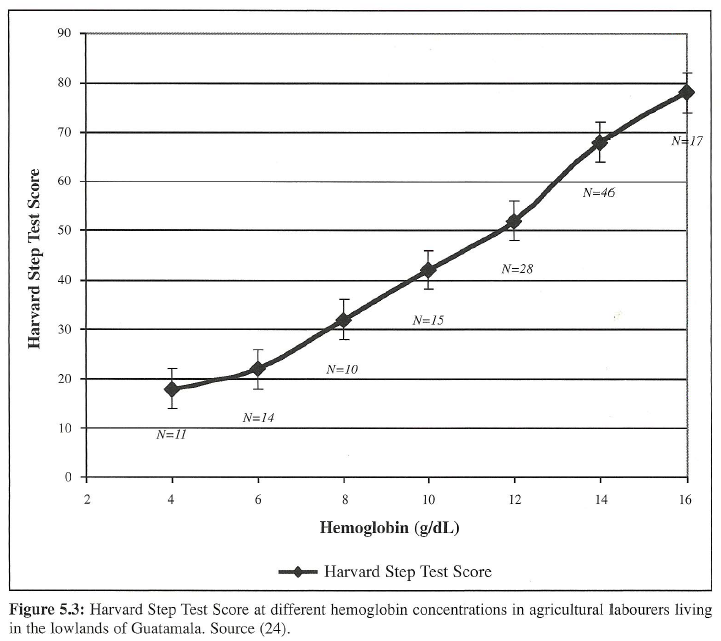 90
80
70
60
50
40
30
20
10
0
Harvard Step Test Score
N=11
N=14
N=10
N=15
N=28
N=46
N=17
2 4 6 8 10 12 14 16
Hemoglobin (g/dL)
Harvard Step Test Score
Figure 5.3: Harvard Step Test Score at different hemoglobin concentrations in agricultural labourers living
in the lowlands of Guatamala. Source (24).